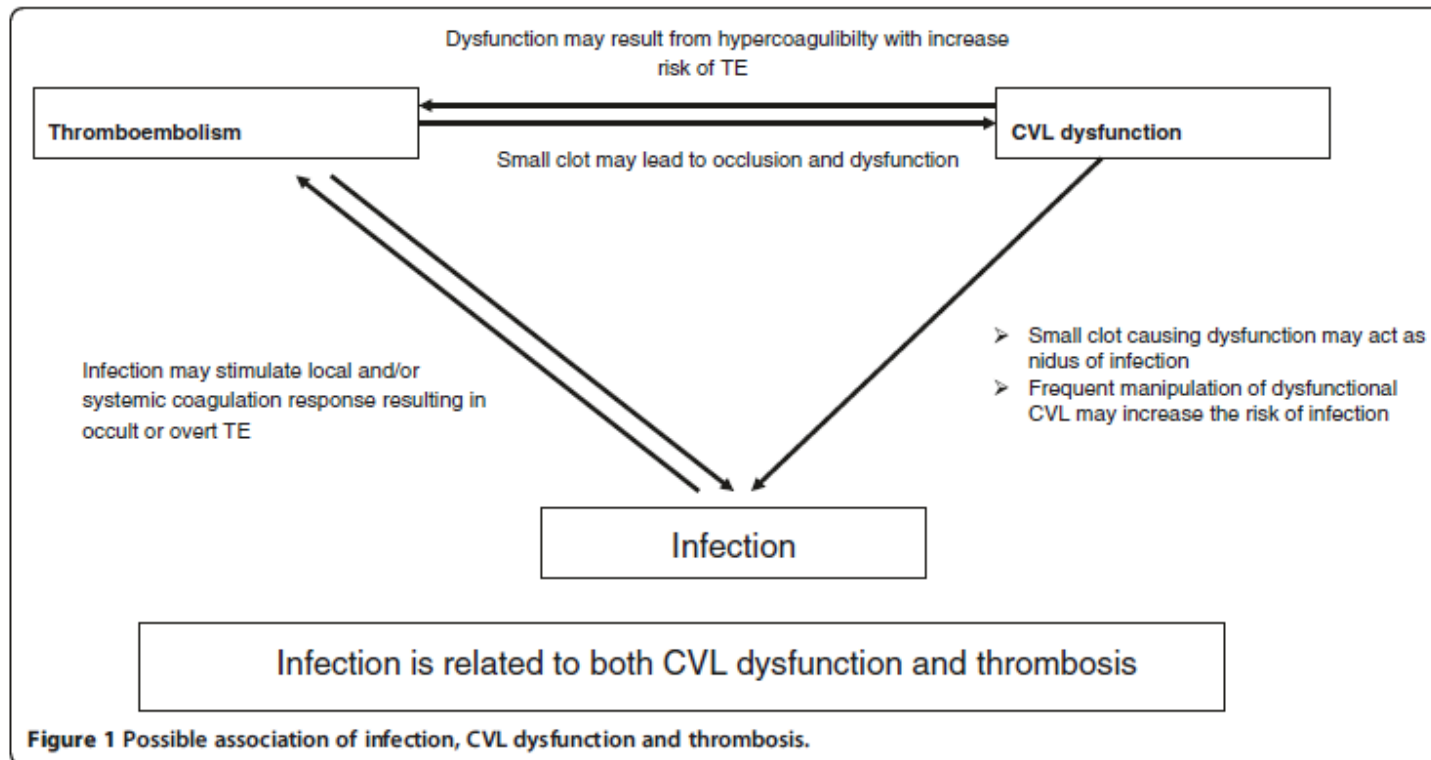 Dysfunction may result from hypercoagulibilty with increase
risk of TE
Thromboembolism
CVL dysfunction
Small clot may lead to occlusion and dysfunction
➢ Small clot causing dysfunction may act as
nidus of infection
➢ Frequent manipulation of dysfunctional
CVL may increase the risk of infection
Infection may stimulate local and/or
systemic coagulation response resulting in
occult or overt TE
Infection
Infection is related to both CVL dysfunction and thrombosis
Figure 1 Possible association of infection, CVL dysfunction and thrombosis.